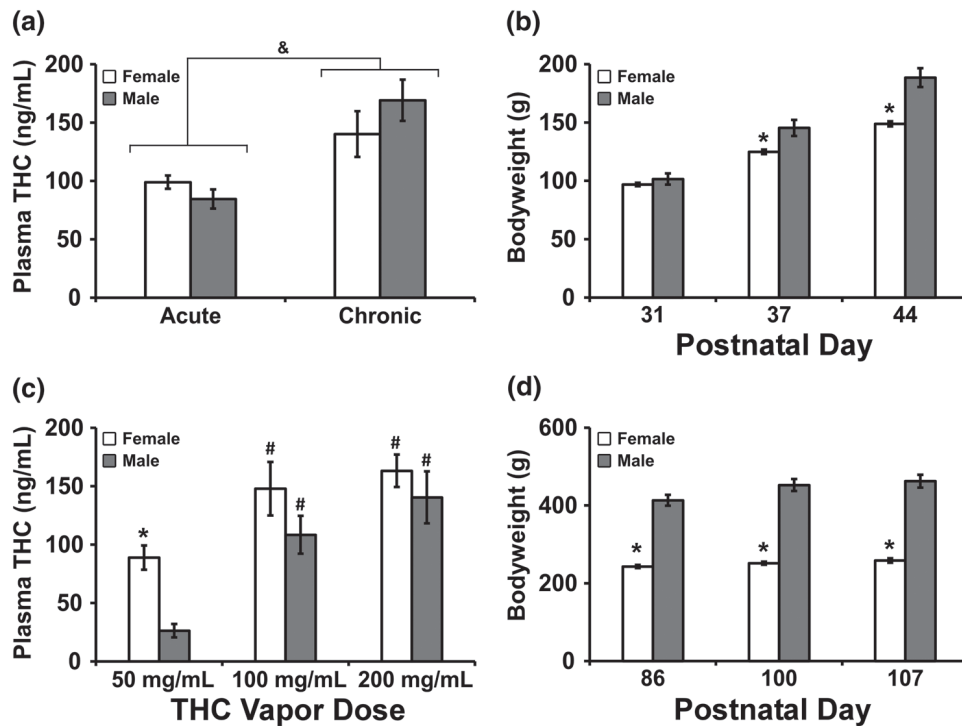 (a)
&
200
150
100
50
0
Plasma THC (ng/mL)
Female
Male
Acute
Chronic
(b)
200
150
100
50
0
Bodyweight (g)
Female
Male
*
*
31
37
44
Postnatal Day
(c)
200
150
100
50
0
Plasma THC (ng/mL)
Female
Male
*
#
#
#
#
50 mg/mL
100 mg/mL
200 mg/mL
THC Vapor Dose
(d)
600
400
200
0
Bodyweight (g)
Female
Male
*
*
*
86
100
107
Postnatal Day